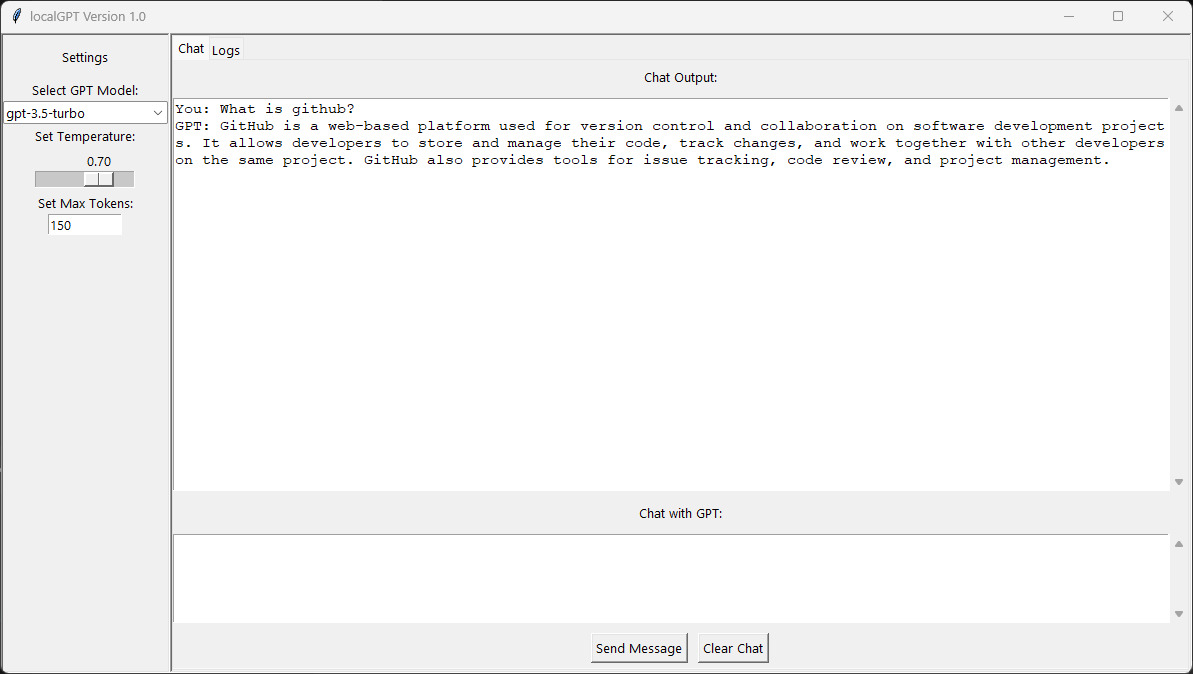 localGPT Version 1.0
Settings
Select GPT Model:
gpt-3.5-turbo
Set Temperature:
0.70
Set Max Tokens:
150
Chat Logs
Chat Output:
You: What is github?
GPT: GitHub is a web-based platform used for version control and collaboration on software development project
s. It allows developers to store and manage their code, track changes, and work together with other developers
on the same project. GitHub also provides tools for issue tracking, code review, and project management.
Chat with GPT:
Send Message Clear Chat